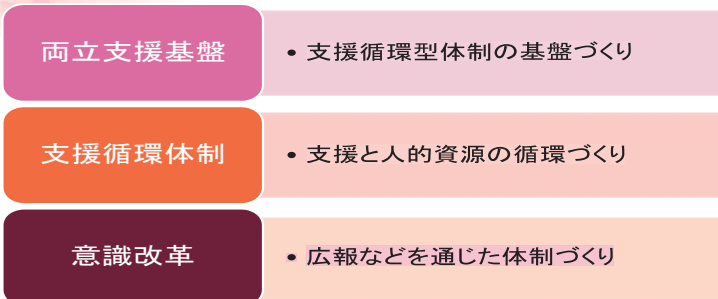 両立支援基盤
• 支援循環型体制の基盤づくり
支援循環体制
• 支援と人的資源の循環づくり
意識改革
• 広報などを通じた体制づくり